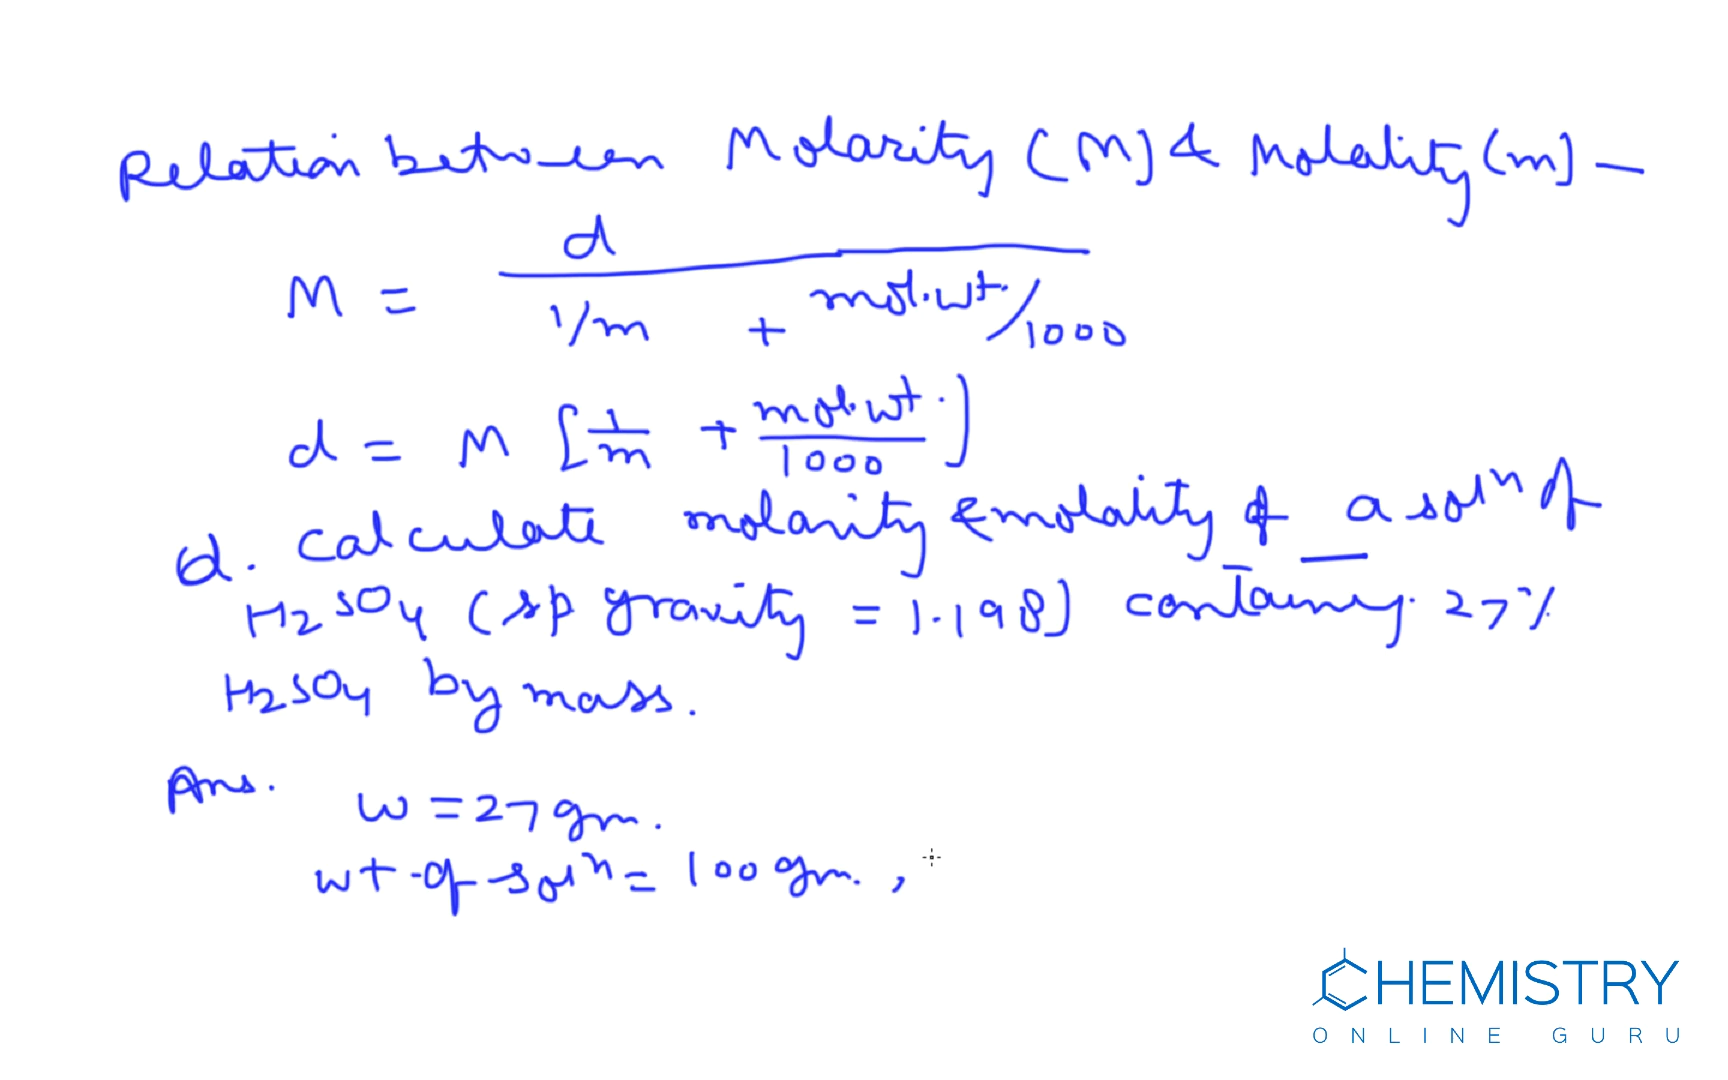 Relation between Molarity (M) & Molality (m) –
M = d / 1/m + mol.wt./1000
d = M [1/m + mol.wt./1000]
Q. Calculate molarity & molality of a solⁿ of
H2SO4 (sp gravity = 1.198) containing 27%
H2SO4 by mass.
Ans. w = 27 gm.
wt. of solⁿ = 100 gm. ,
CHEMISTRY
ONLINE GURU